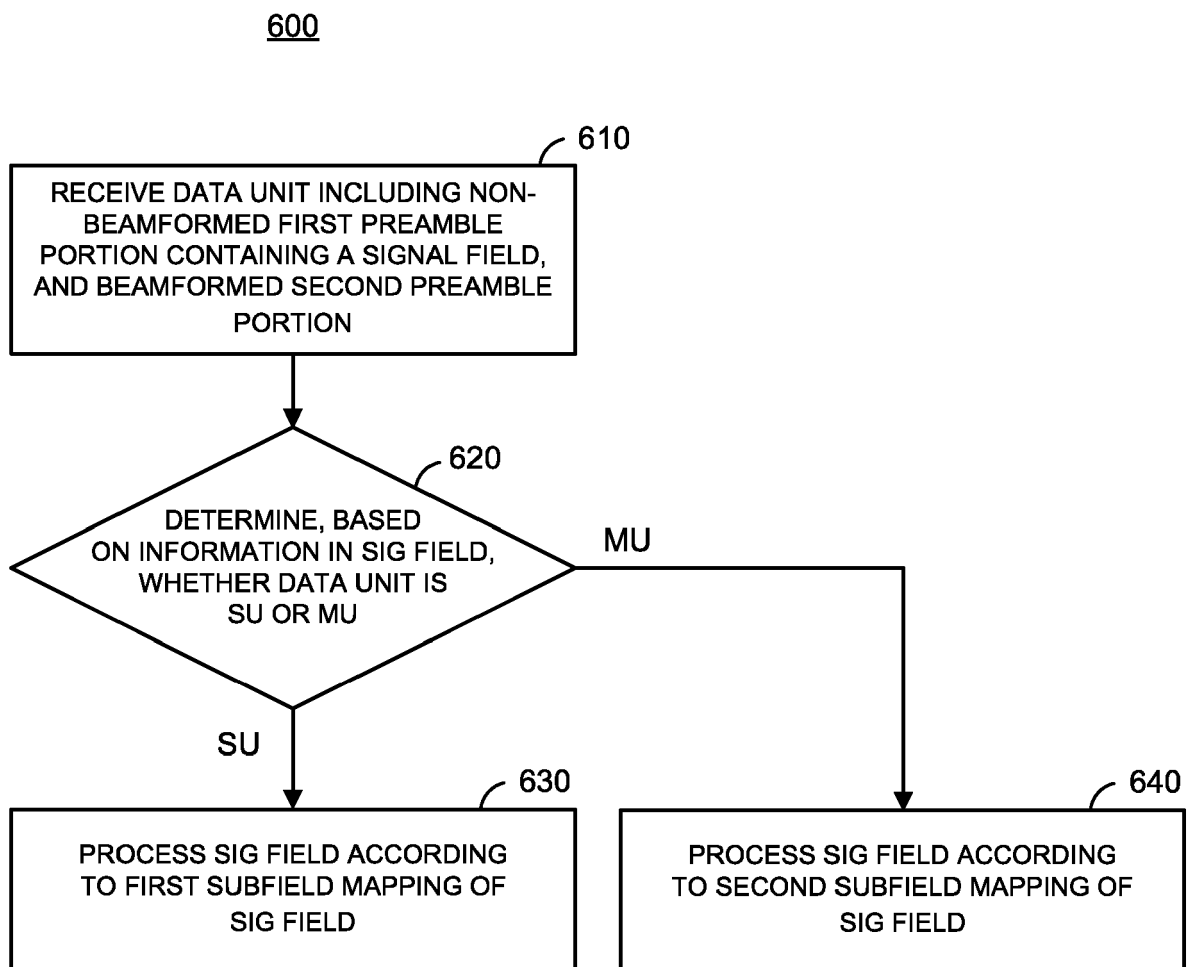 600
610
RECEIVE DATA UNIT INCLUDING NON-
BEAMFORMED FIRST PREAMBLE
PORTION CONTAINING A SIGNAL FIELD,
AND BEAMFORMED SECOND PREAMBLE
PORTION
620
DETERMINE, BASED
ON INFORMATION IN SIG FIELD,
WHETHER DATA UNIT IS
SU OR MU
MU
SU
630
PROCESS SIG FIELD ACCORDING
TO FIRST SUBFIELD MAPPING OF
SIG FIELD
640
PROCESS SIG FIELD ACCORDING
TO SECOND SUBFIELD MAPPING OF
SIG FIELD